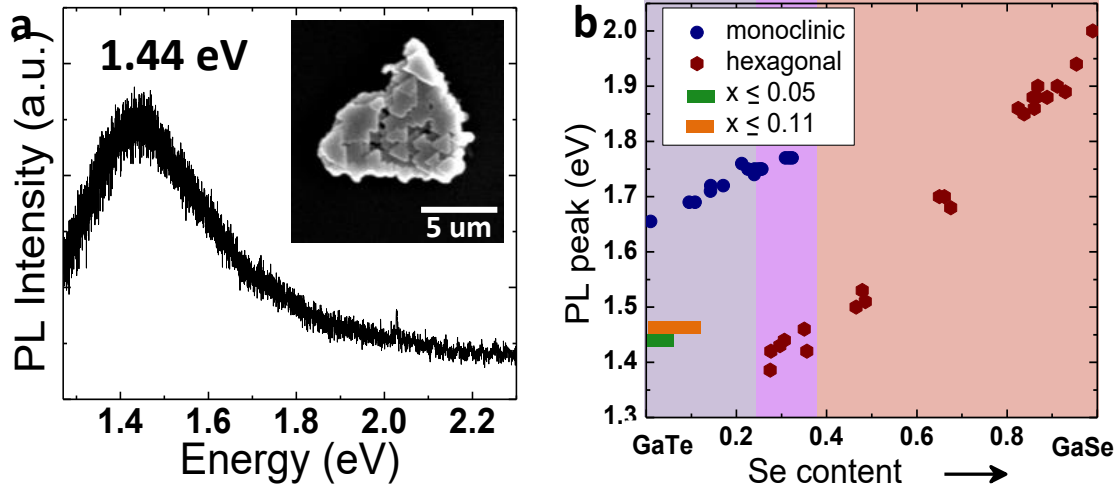 a
1.44 eV
5 um
PL Intensity (a.u.)
1.4 1.6 1.8 2.0 2.2
Energy (eV)
b
monoclinic
hexagonal
x ≤ 0.05
x ≤ 0.11
PL peak (eV)
2.0
1.9
1.8
1.7
1.6
1.5
1.4
1.3
GaTe 0.2 0.4 0.6 0.8 GaSe
Se content →